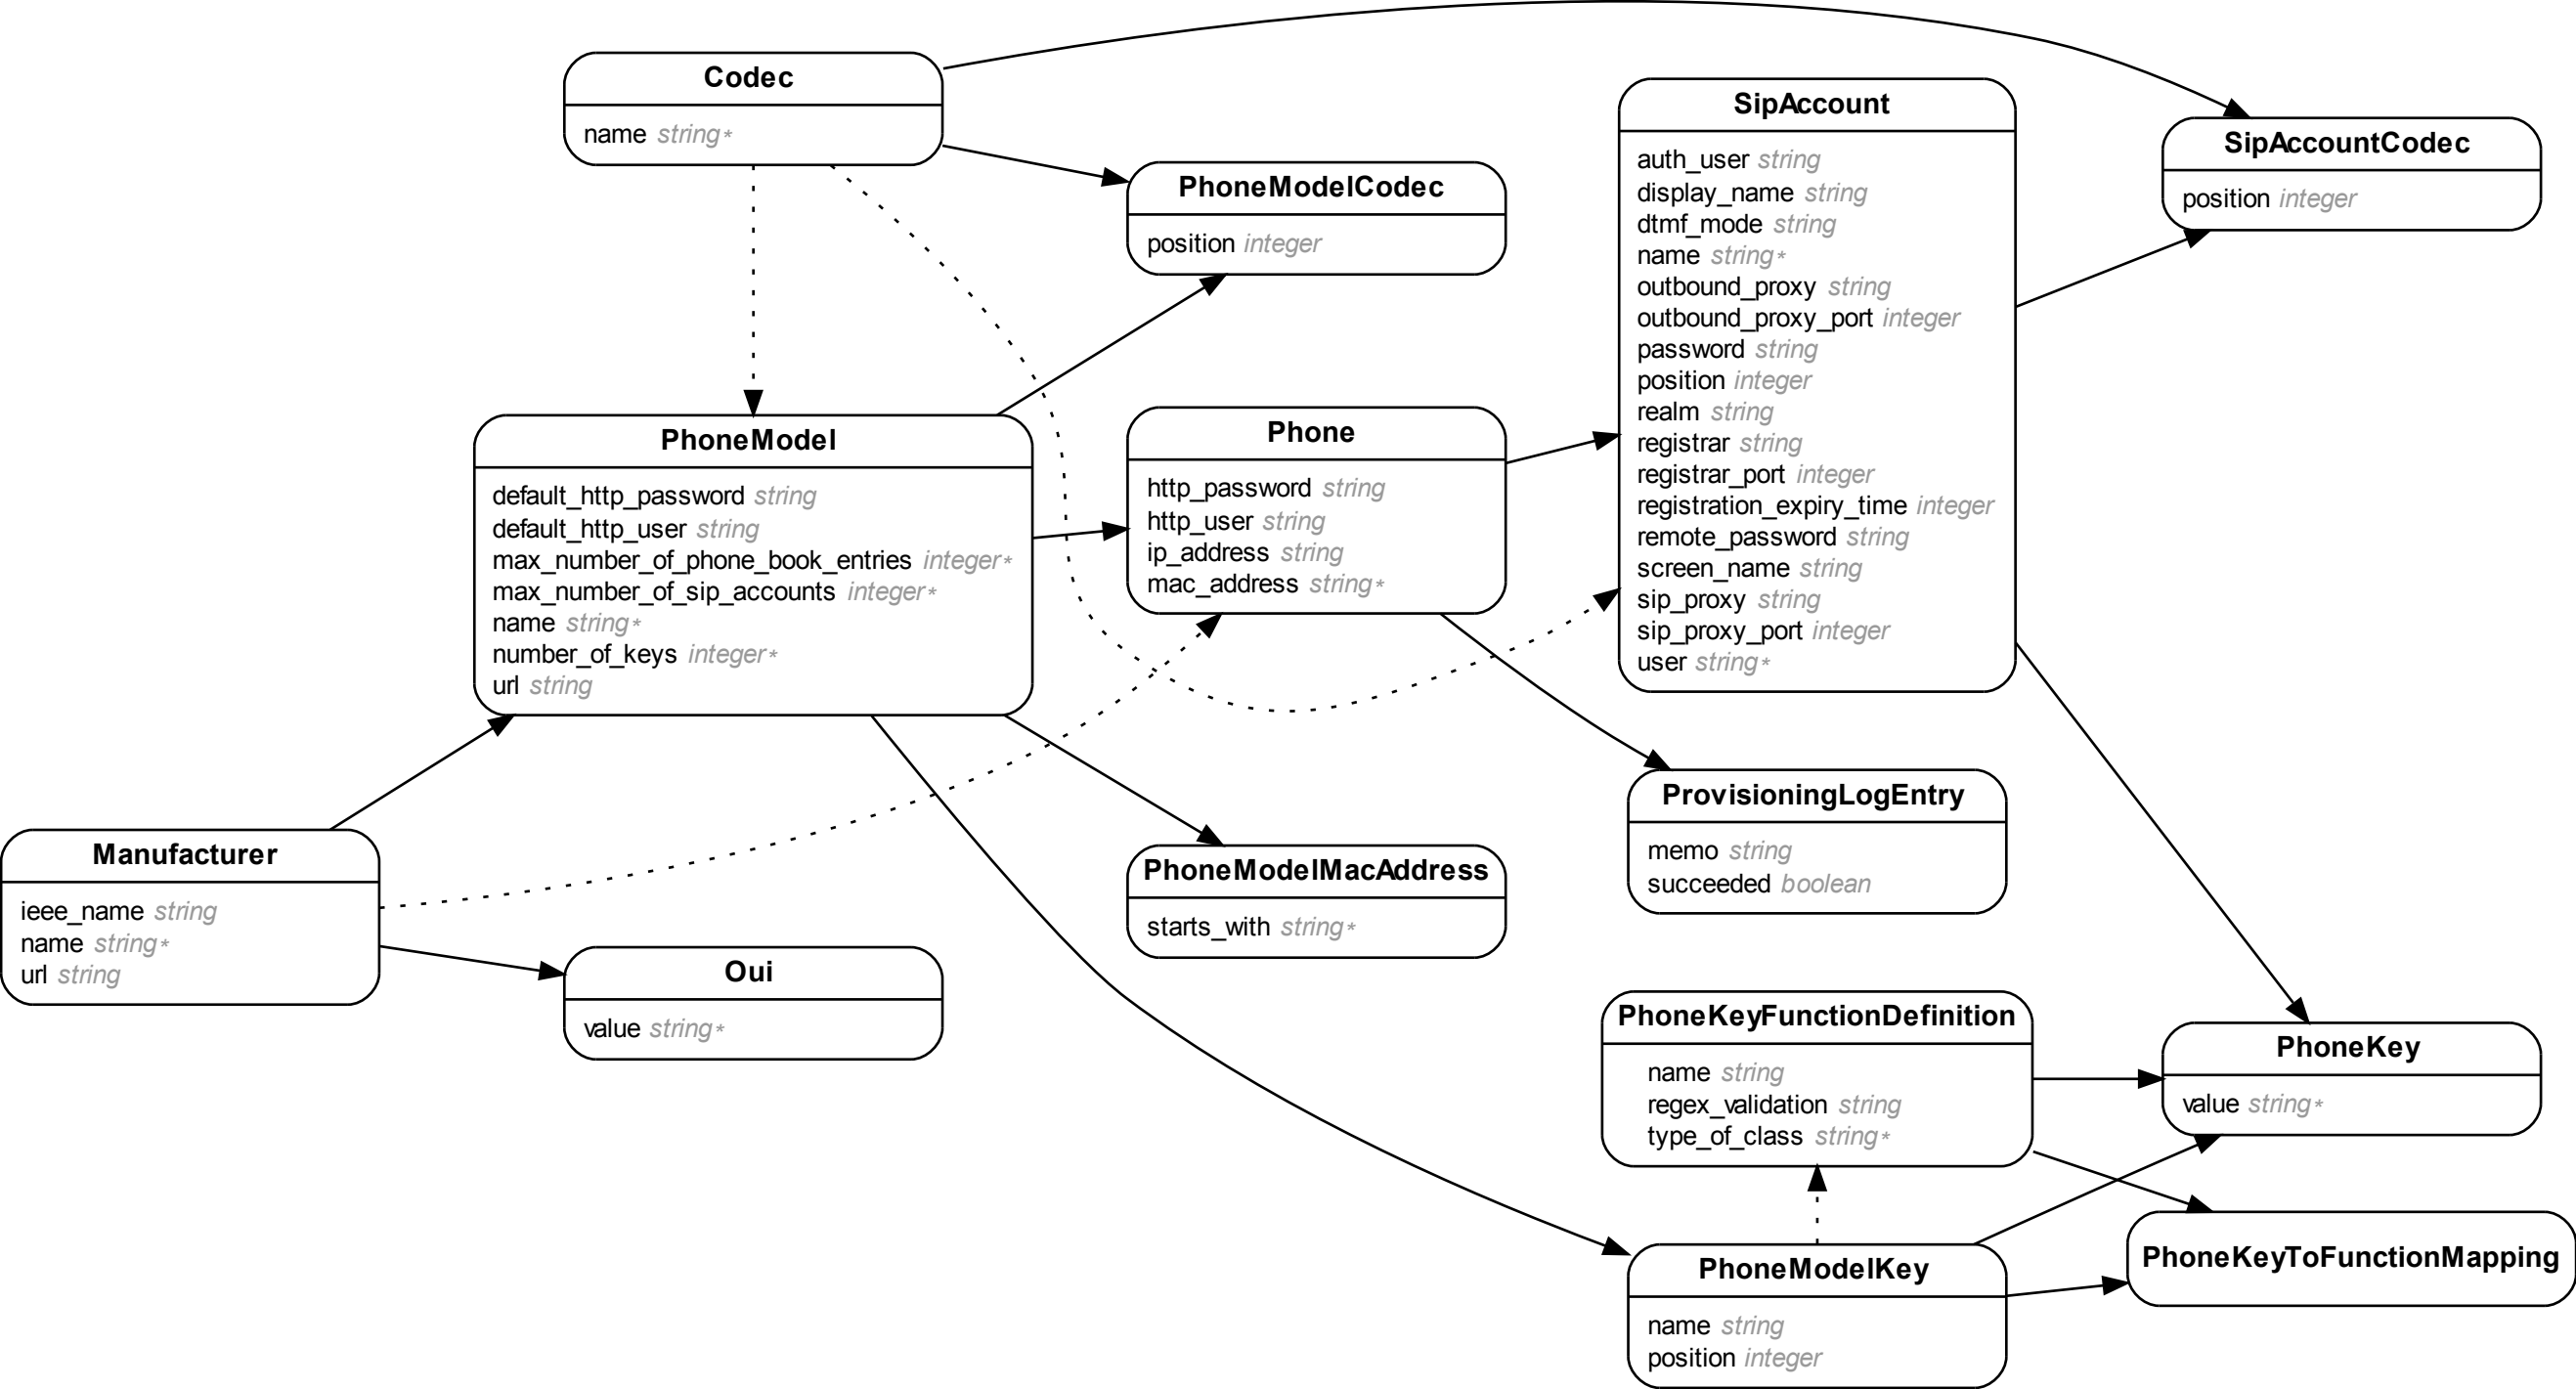 Codec
name string*
SipAccount
auth_user string
display_name string
dtmf_mode string
name string*
outbound_proxy string
outbound_proxy_port integer
password string
position integer
realm string
registrar string
registrar_port integer
registration_expiry_time integer
remote_password string
screen_name string
sip_proxy string
sip_proxy_port integer
user string*
SipAccountCodec
position integer
PhoneModelCodec
position integer
PhoneModel
default_http_password string
default_http_user string
max_number_of_phone_book_entries integer*
max_number_of_sip_accounts integer*
name string*
number_of_keys integer*
url string
Phone
http_password string
http_user string
ip_address string
mac_address string*
ProvisioningLogEntry
memo string
succeeded boolean
Manufacturer
ieee_name string
name string*
url string
PhoneModelMacAddress
starts_with string*
Oui
value string*
PhoneKeyFunctionDefinition
name string
regex_validation string
type_of_class string*
PhoneKey
value string*
PhoneKeyToFunctionMapping
PhoneModelKey
name string
position integer